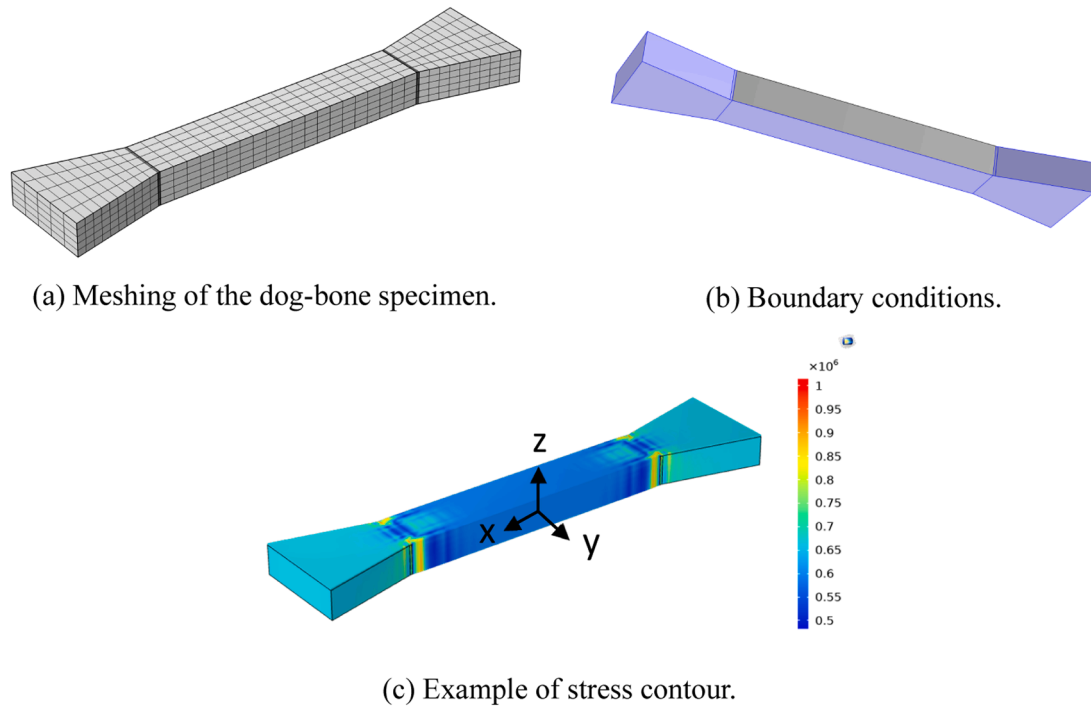 (a) Meshing of the dog-bone specimen.
(b) Boundary conditions.
×10⁶
1
0.95
0.9
0.85
0.8
0.75
0.7
0.65
0.6
0.55
0.5
z
x
y
(c) Example of stress contour.